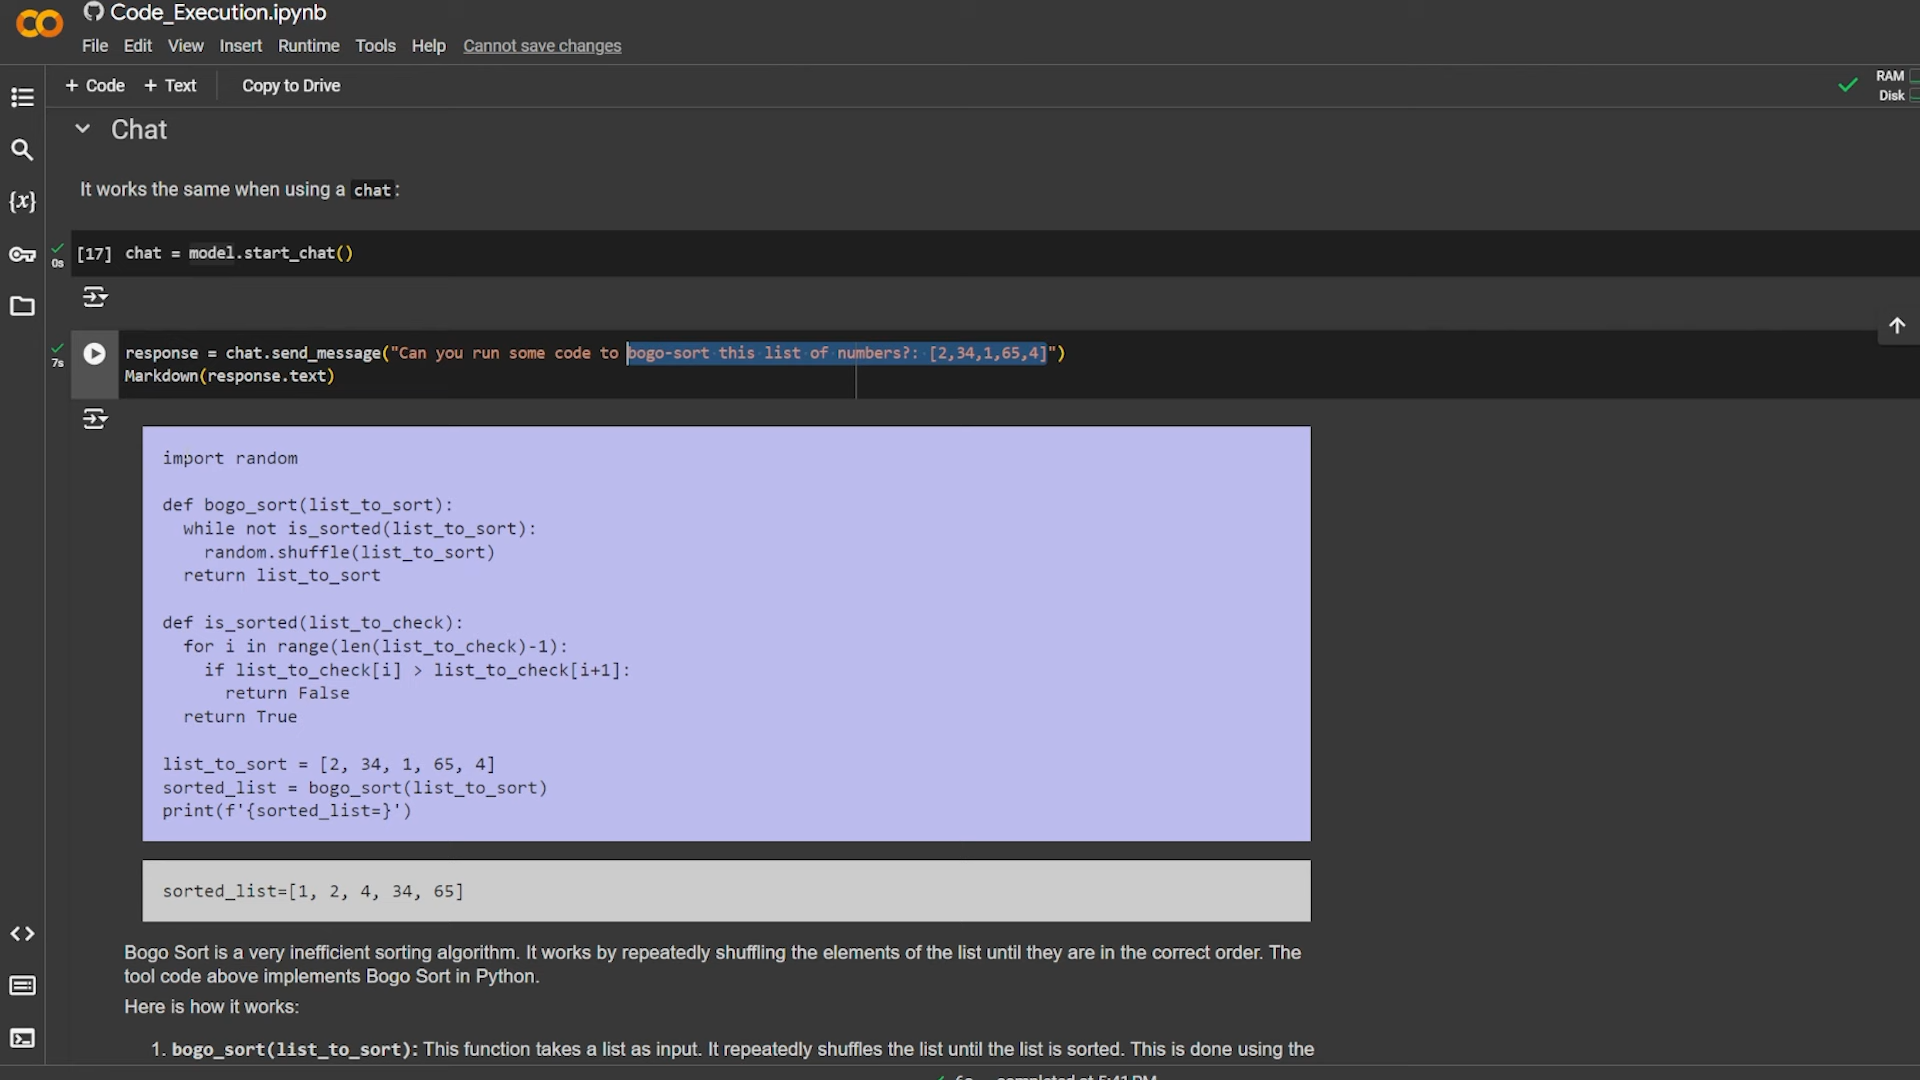 Code_Execution.ipynb
File Edit View Insert Runtime Tools Help Cannot save changes
+ Code + Text Copy to Drive
RAM
Disk
Chat
It works the same when using a chat:
{x}
0s [17] chat = model.start_chat()
7s response = chat.send_message("Can you run some code to bogo-sort this list of numbers?: [2,34,1,65,4]")
Markdown(response.text)
import random
def bogo_sort(list_to_sort):
while not is_sorted(list_to_sort):
random.shuffle(list_to_sort)
return list_to_sort
def is_sorted(list_to_check):
for i in range(len(list_to_check)-1):
if list_to_check[i] > list_to_check[i+1]:
return False
return True
list_to_sort = [2, 34, 1, 65, 4]
sorted_list = bogo_sort(list_to_sort)
print(f'{sorted_list=}')
sorted_list=[1, 2, 4, 34, 65]
Bogo Sort is a very inefficient sorting algorithm. It works by repeatedly shuffling the elements of the list until they are in the correct order. The
tool code above implements Bogo Sort in Python.
Here is how it works:
1. bogo_sort(list_to_sort): This function takes a list as input. It repeatedly shuffles the list until the list is sorted. This is done using the
completed at 5:41 PM